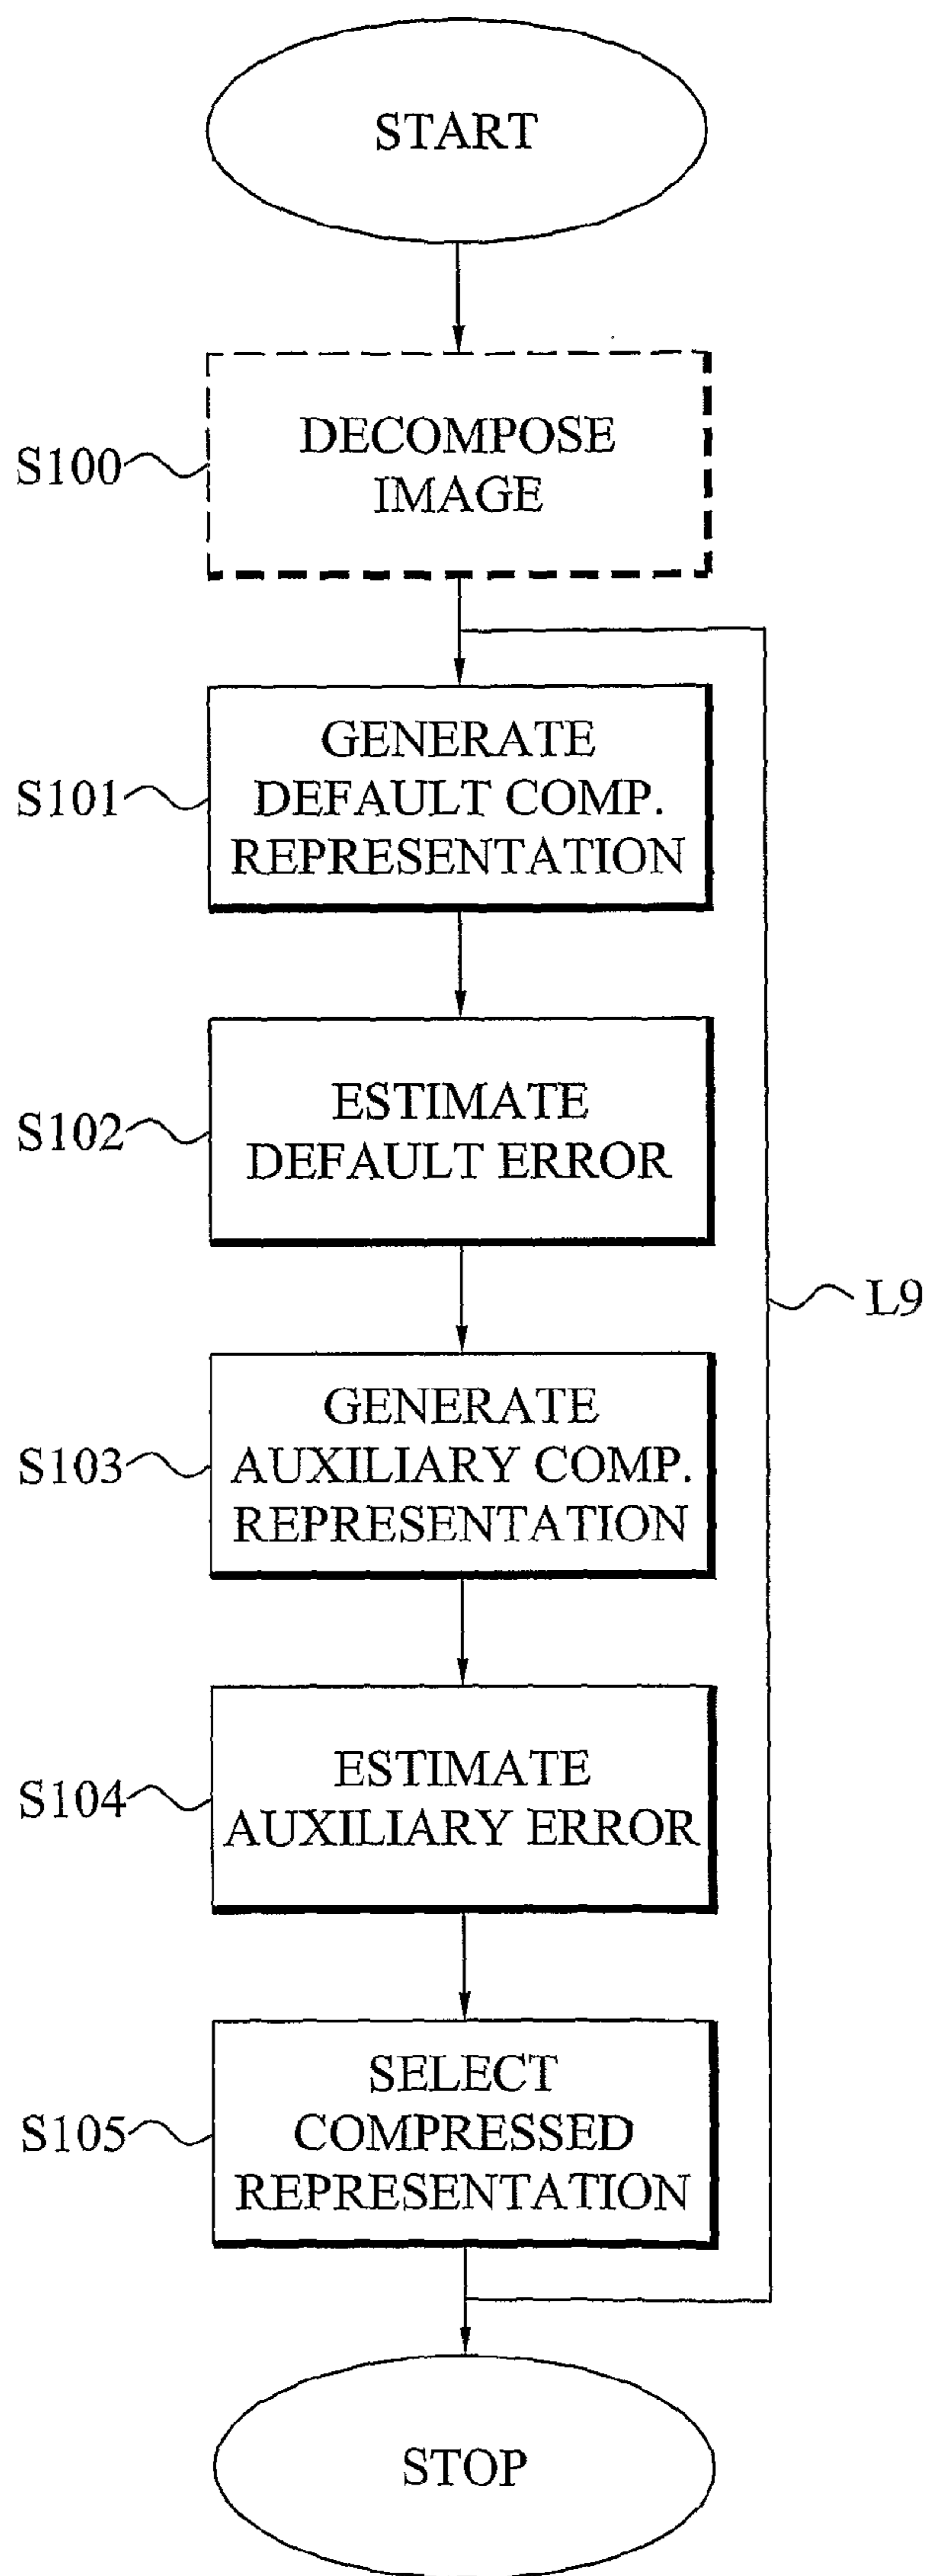 START
S100
DECOMPOSE
IMAGE
S101
GENERATE
DEFAULT COMP.
REPRESENTATION
S102
ESTIMATE
DEFAULT ERROR
L9
S103
GENERATE
AUXILIARY COMP.
REPRESENTATION
S104
ESTIMATE
AUXILIARY ERROR
S105
SELECT
COMPRESSED
REPRESENTATION
STOP